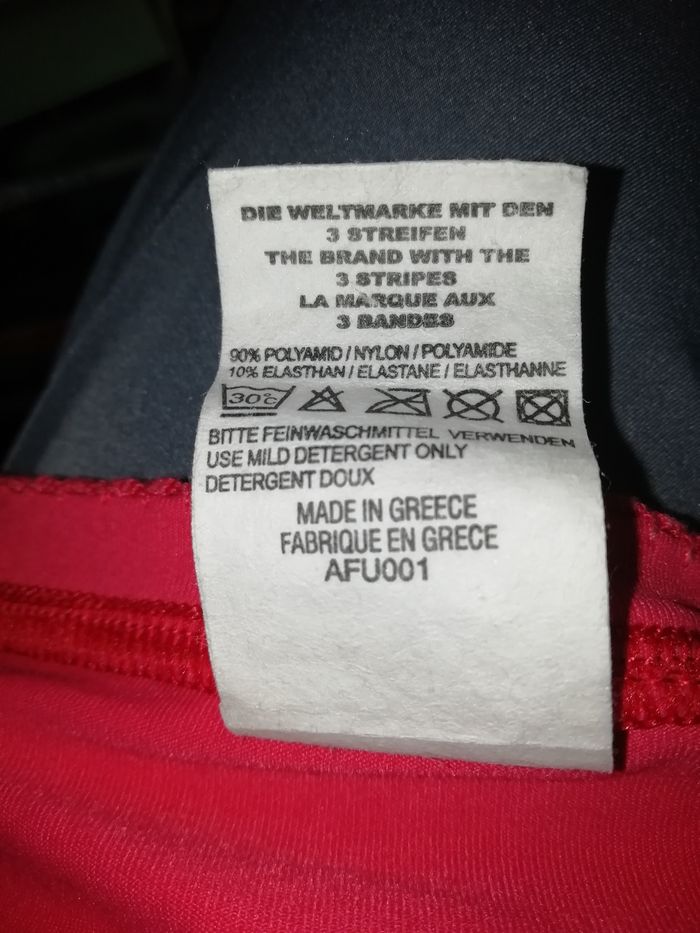 DIE WELTMARKE MIT DEN
3 STREIFEN
THE BRAND WITH THE
3 STRIPES
LA MARQUE AUX
3 BANDES
90% POLYAMID / NYLON / POLYAMIDE
10% ELASTHAN / ELASTANE / ELASTHANNE
30°C
BITTE FEINWASCHMITTEL VERWENDEN
USE MILD DETERGENT ONLY
DETERGENT DOUX
MADE IN GREECE
FABRIQUE EN GRECE
AFU001